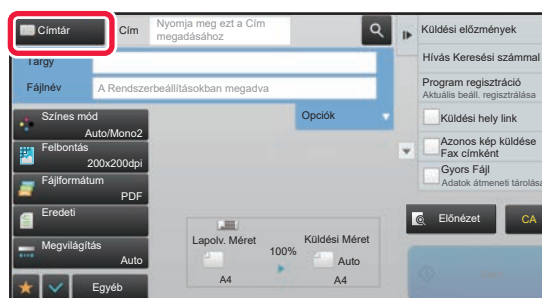 Címtár
Cím
Nyomja meg ezt a Cím
megadásához
Tárgy
Fájlnév
A Rendszerbeállításokban megadva
Opciók
Színes mód
Auto/Mono2
Felbontás
200x200dpi
Fájlformátum
PDF
Eredeti
Megvilágítás
Auto
Egyéb
Lapolv. Méret
A4
100%
Küldési Méret
Auto
A4
Küldési előzmények
Hívás Keresési számmal
Program regisztráció
Aktuális beáll. regisztrálása
Küldési hely link
Azonos kép küldése
Fax címként
Gyors Fájl
Adatok átmeneti tárolása
Előnézet
CA